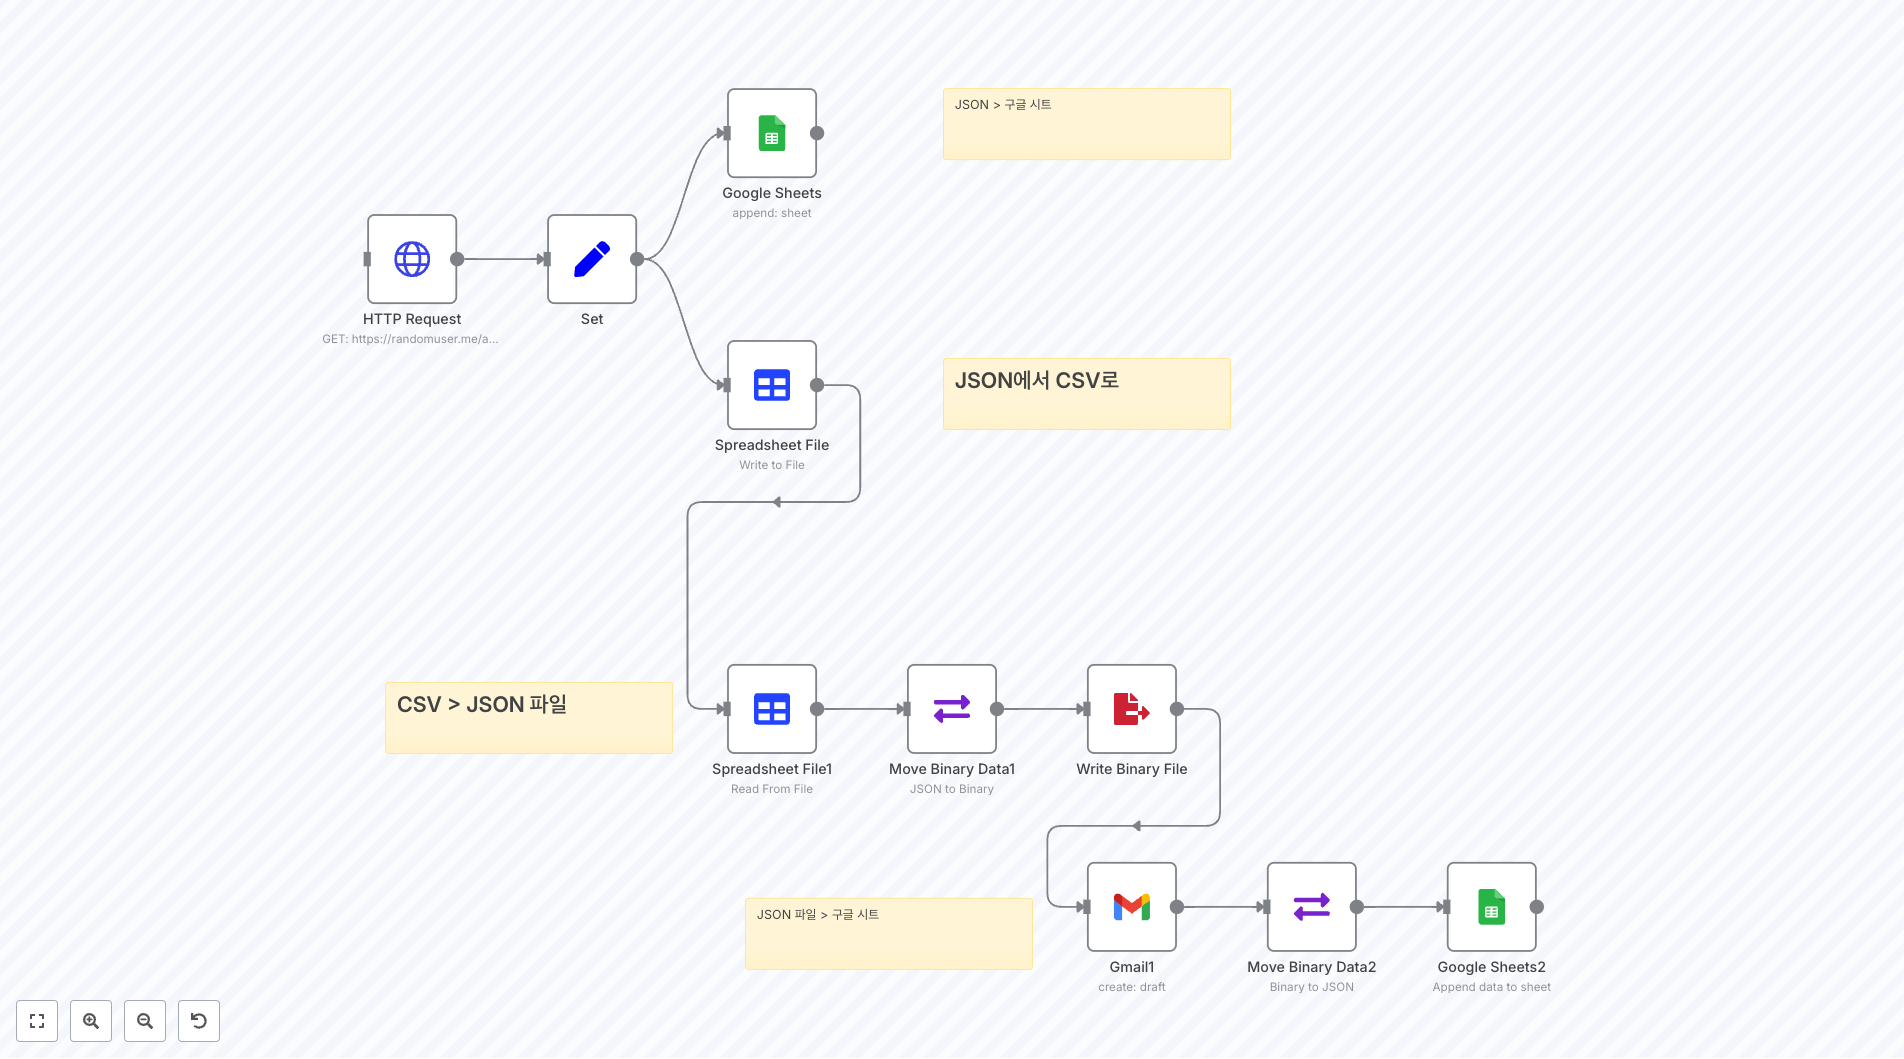 JSON > 구글 시트
Google Sheets
append: sheet
HTTP Request
GET: https://randomuser.me/a...
Set
JSON에서 CSV로
Spreadsheet File
Write to File
CSV > JSON 파일
Spreadsheet File1
Read From File
Move Binary Data1
JSON to Binary
Write Binary File
JSON 파일 > 구글 시트
Gmail1
create: draft
Move Binary Data2
Binary to JSON
Google Sheets2
Append data to sheet